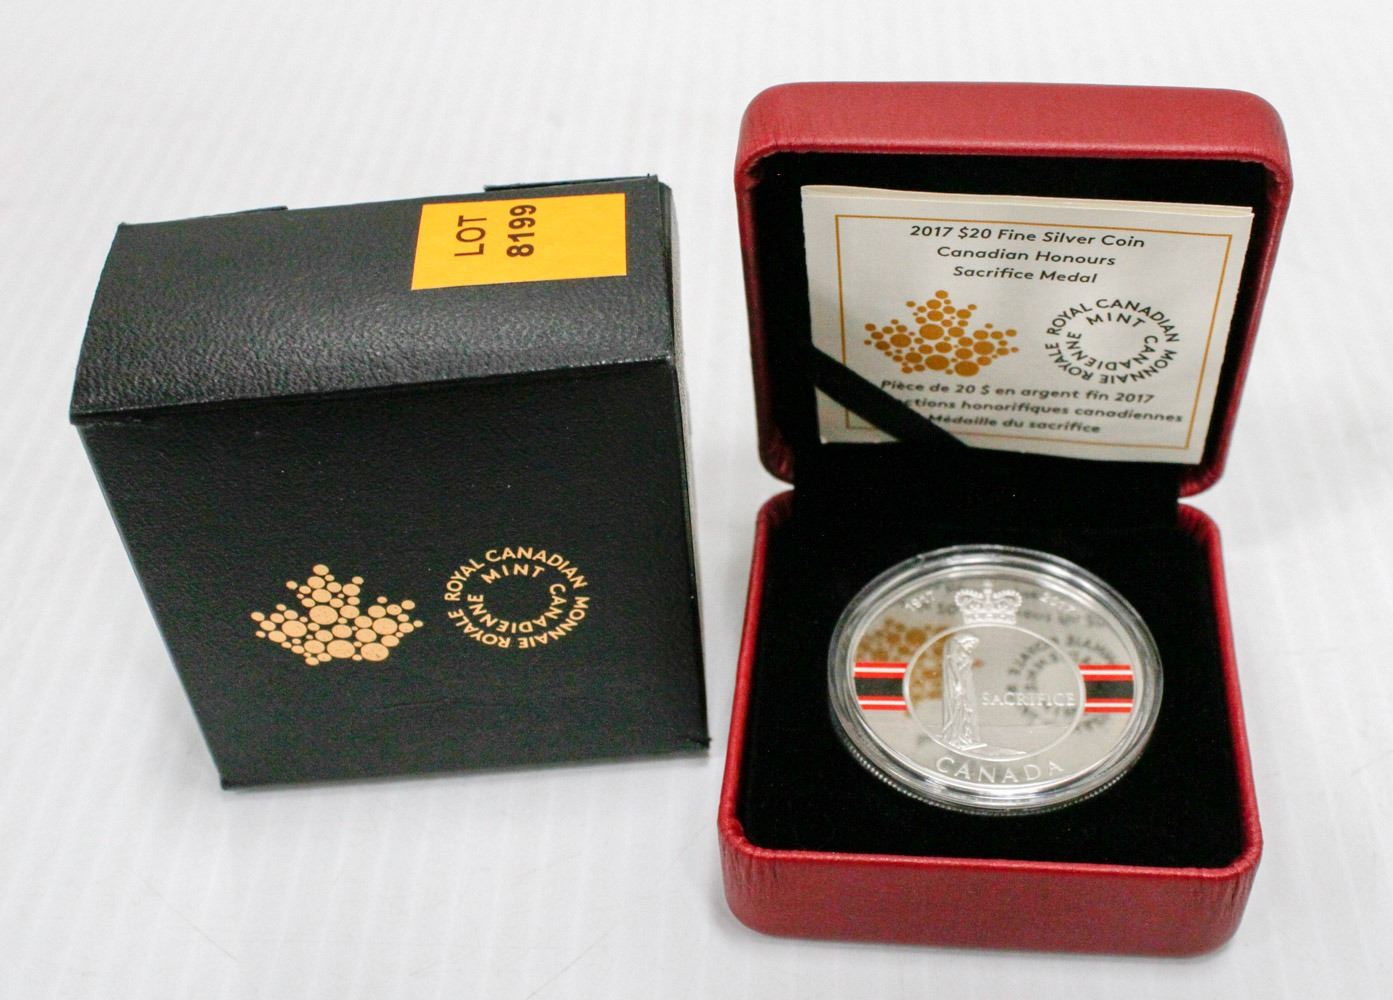 LOT
8199
ROYAL CANADIAN MINT
MONNAIE ROYALE CANADIENNE
2017 $20 Fine Silver Coin
Canadian Honours
Sacrifice Medal
ROYAL CANADIAN MINT
MONNAIE ROYALE CANADIENNE
Pièce de 20 $ en argent fin 2017
honorifiques canadiennes
Médaille du sacrifice
2017
SACRIFICE
CANADA